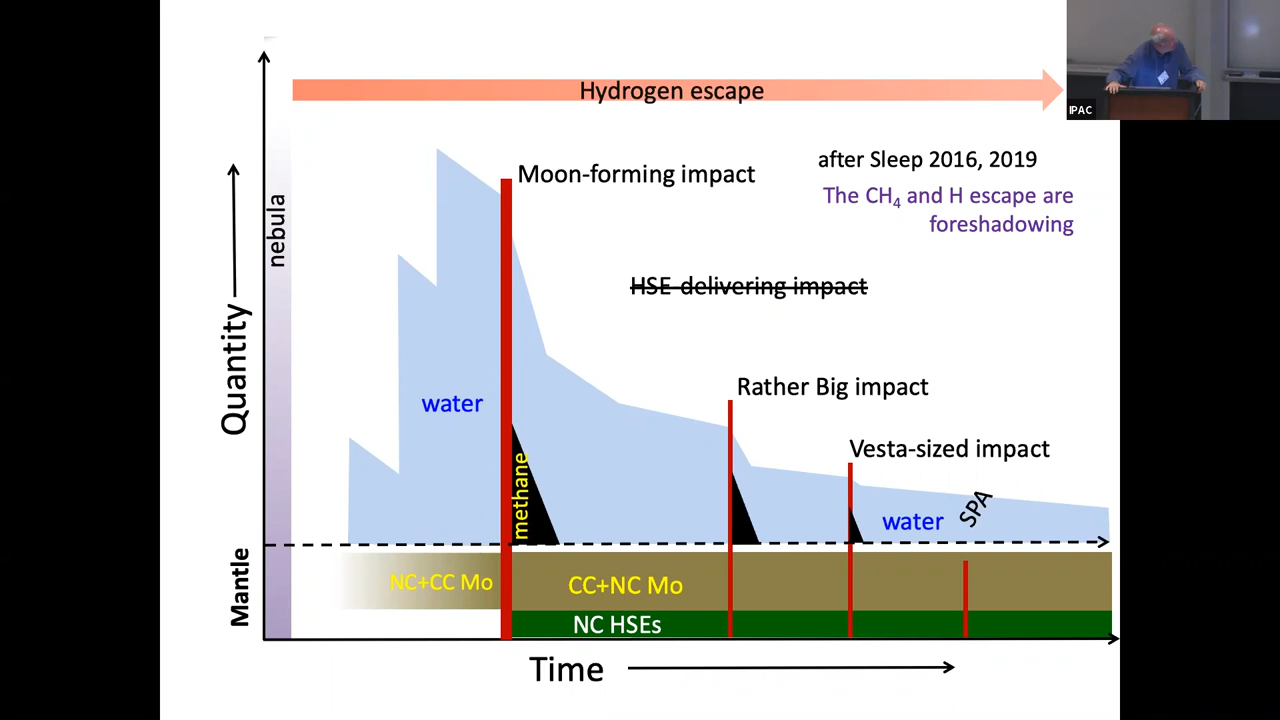 Hydrogen escape
IPAC
after Sleep 2016, 2019
The CH₄ and H escape are
foreshadowing
Moon-forming impact
nebula
HSE-delivering impact
Quantity
Rather Big impact
water
Vesta-sized impact
methane
water
SPA
Mantle
NC+CC Mo
CC+NC Mo
NC HSEs
Time